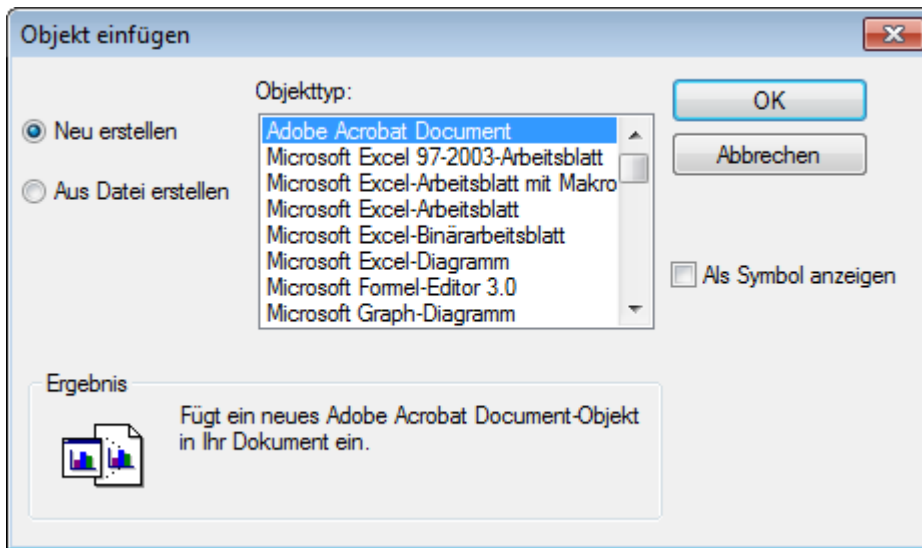 Objekt einfügen
Objekttyp:
Neu erstellen
Aus Datei erstellen
Adobe Acrobat Document
Microsoft Excel 97-2003-Arbeitsblatt
Microsoft Excel-Arbeitsblatt mit Makro
Microsoft Excel-Arbeitsblatt
Microsoft Excel-Binärarbeitsblatt
Microsoft Excel-Diagramm
Microsoft Formel-Editor 3.0
Microsoft Graph-Diagramm
OK
Abbrechen
Als Symbol anzeigen
Ergebnis
Fügt ein neues Adobe Acrobat Document-Objekt
in Ihr Dokument ein.